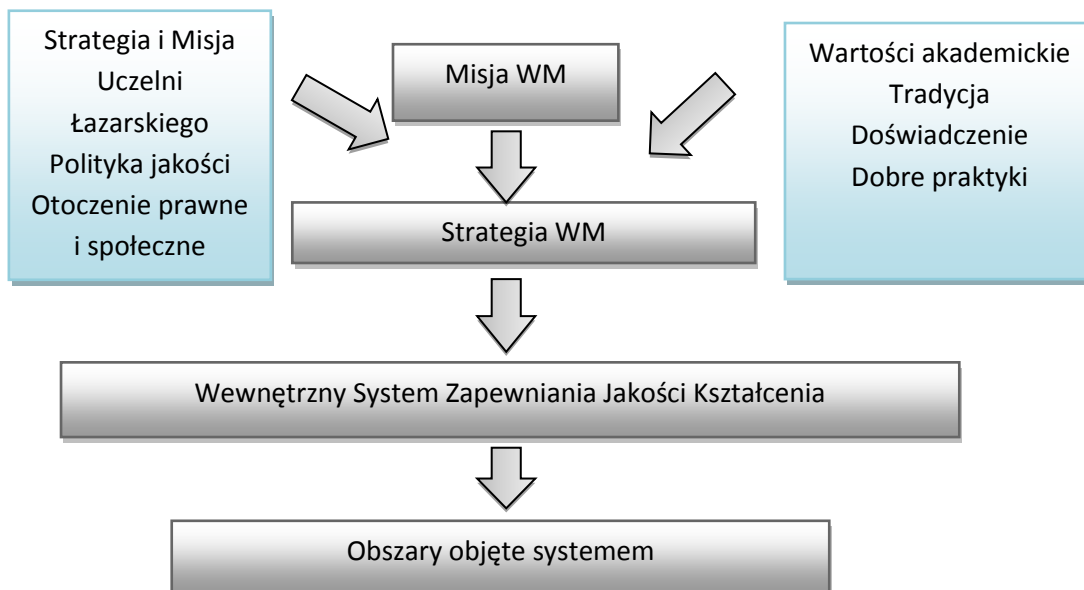 Strategia i Misja
Uczelni
Łazarskiego
Polityka jakości
Otoczenie prawne
i społeczne
Misja WM
Wartości akademickie
Tradycja
Doświadczenie
Dobre praktyki
Strategia WM
Wewnętrzny System Zapewniania Jakości Kształcenia
Obszary objęte systemem